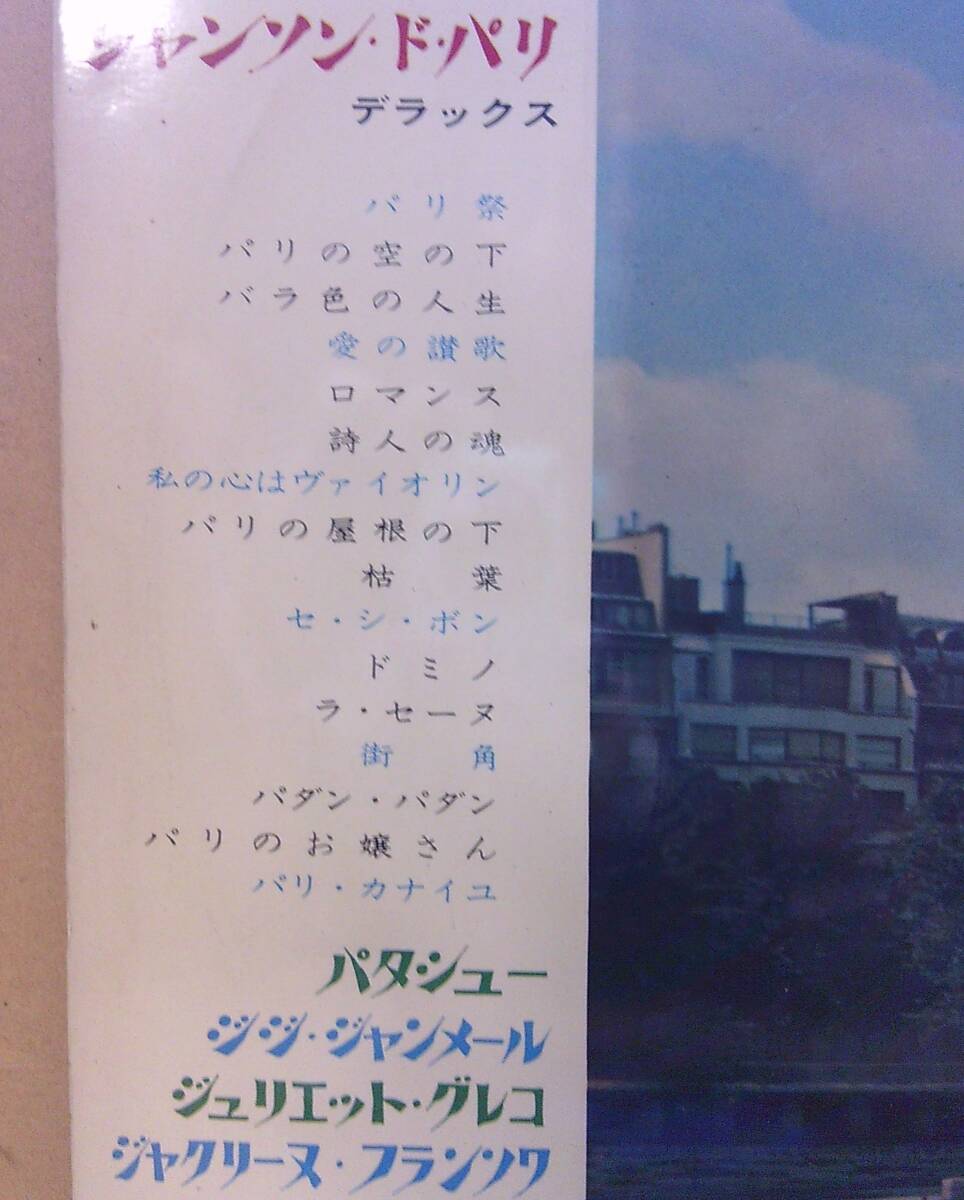 シャンソン・ド・パリ
デラックス
パリ祭
パリの空の下
バラ色の人生
愛の讃歌
ロマンス
詩人の魂
私の心はヴァイオリン
パリの屋根の下
枯葉
セ・シ・ボン
ドミノ
ラ・セーヌ
街角
パダン・パダン
パリのお嬢さん
パリ・カナイユ
パタシュー
ジジ・ジャンメール
ジュリエット・グレコ
ジャクリーヌ・フランソワ